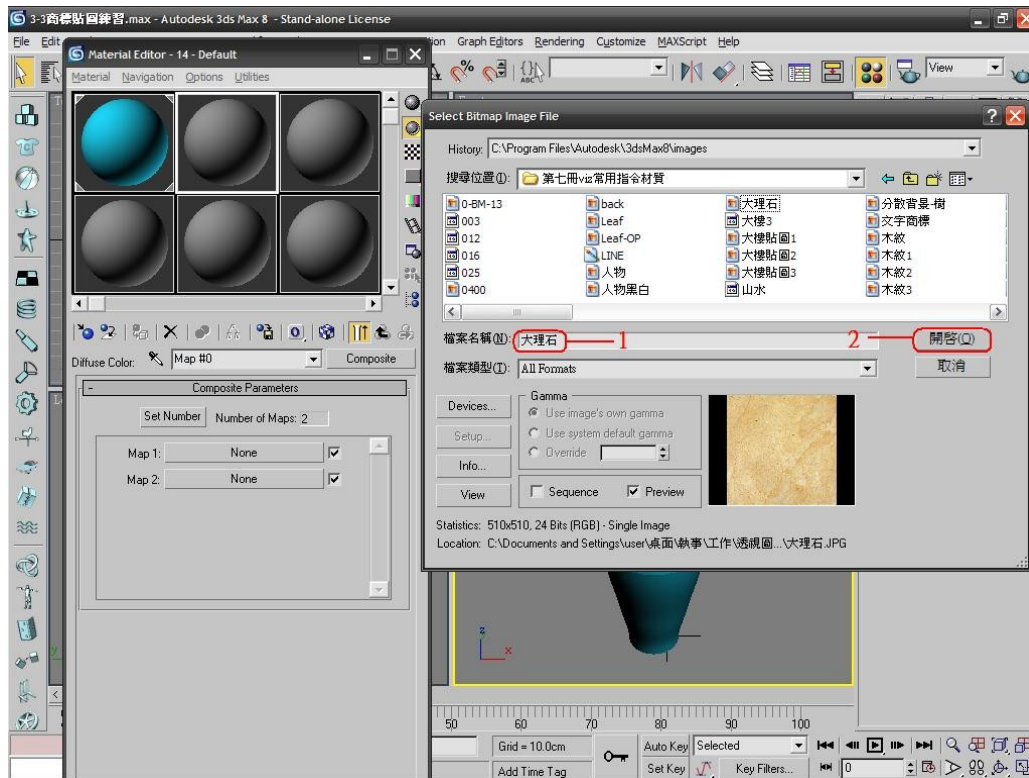 3-3商標貼圖練習.max - Autodesk 3ds Max 8 - Stand-alone License
File Edit
Graph Editors Rendering Customize MAXScript Help
Material Editor - 14 - Default
Material Navigation Options Utilities
View
Diffuse Color: Map #0 Composite
Composite Parameters
Set Number Number of Maps: 2
Map 1: None
Map 2: None
Select Bitmap Image File
History: C:\Program Files\Autodesk\3dsMax8\images
搜尋位置(I): 第七冊viz常用指令材質
0-BM-13 back 大理石 分散背景-樹
003 Leaf 大樓3 文字商標
012 Leaf-OP 大樓貼圖1 木紋
016 LINE 大樓貼圖2 木紋1
025 人物 大樓貼圖3 木紋2
0400 人物黑白 山水 木紋3
檔案名稱(N): 大理石 1 2 開啓(O)
檔案類型(T): All Formats 取消
Devices... Gamma
Use image's own gamma
Setup... Use system default gamma
Override
Info...
View Sequence Preview
Statistics: 510x510, 24 Bits (RGB) - Single Image
Location: C:\Documents and Settings\user\桌面\執事\工作\透視圖...\大理石.JPG
z
x
y
50 60 70 80 90 100
Grid = 10.0cm Auto Key Selected
Add Time Tag Set Key Key Filters... 0